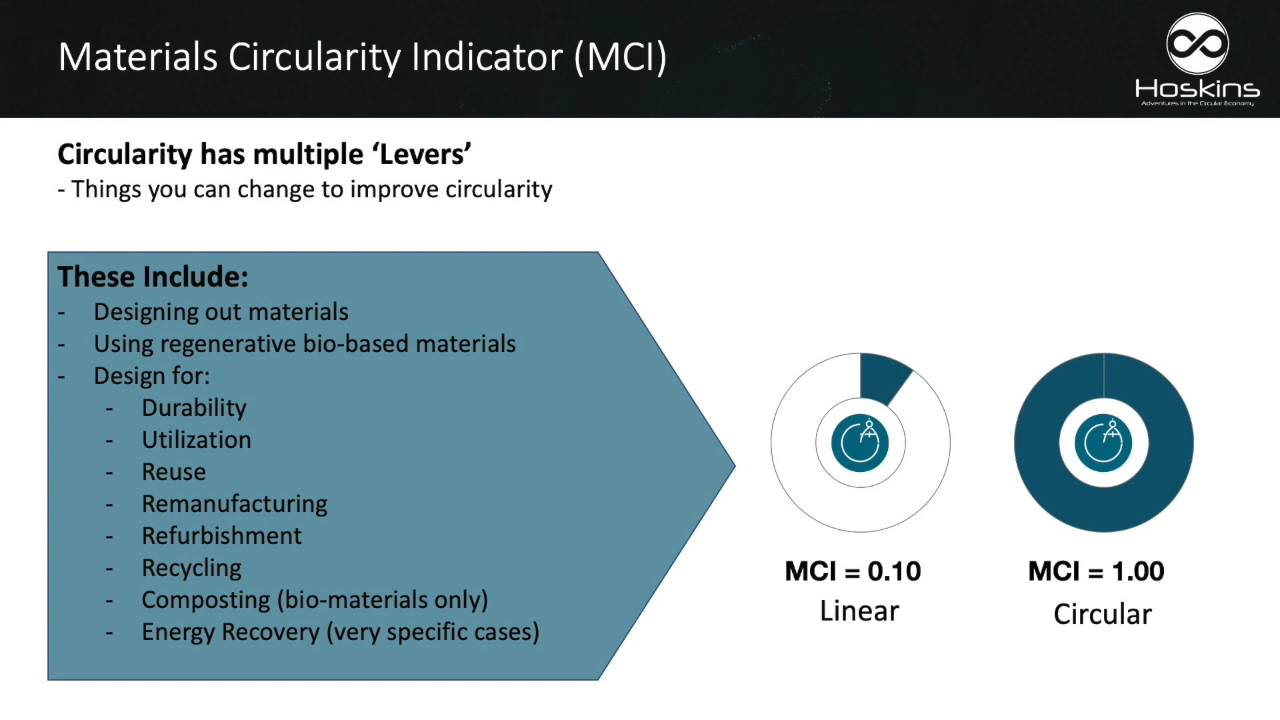 Materials Circularity Indicator (MCI)
Hoskins
Adventures in the Circular Economy
Circularity has multiple ‘Levers’
- Things you can change to improve circularity
These Include:
- Designing out materials
- Using regenerative bio-based materials
- Design for:
- Durability
- Utilization
- Reuse
- Remanufacturing
- Refurbishment
- Recycling
- Composting (bio-materials only)
- Energy Recovery (very specific cases)
MCI = 0.10
Linear
MCI = 1.00
Circular